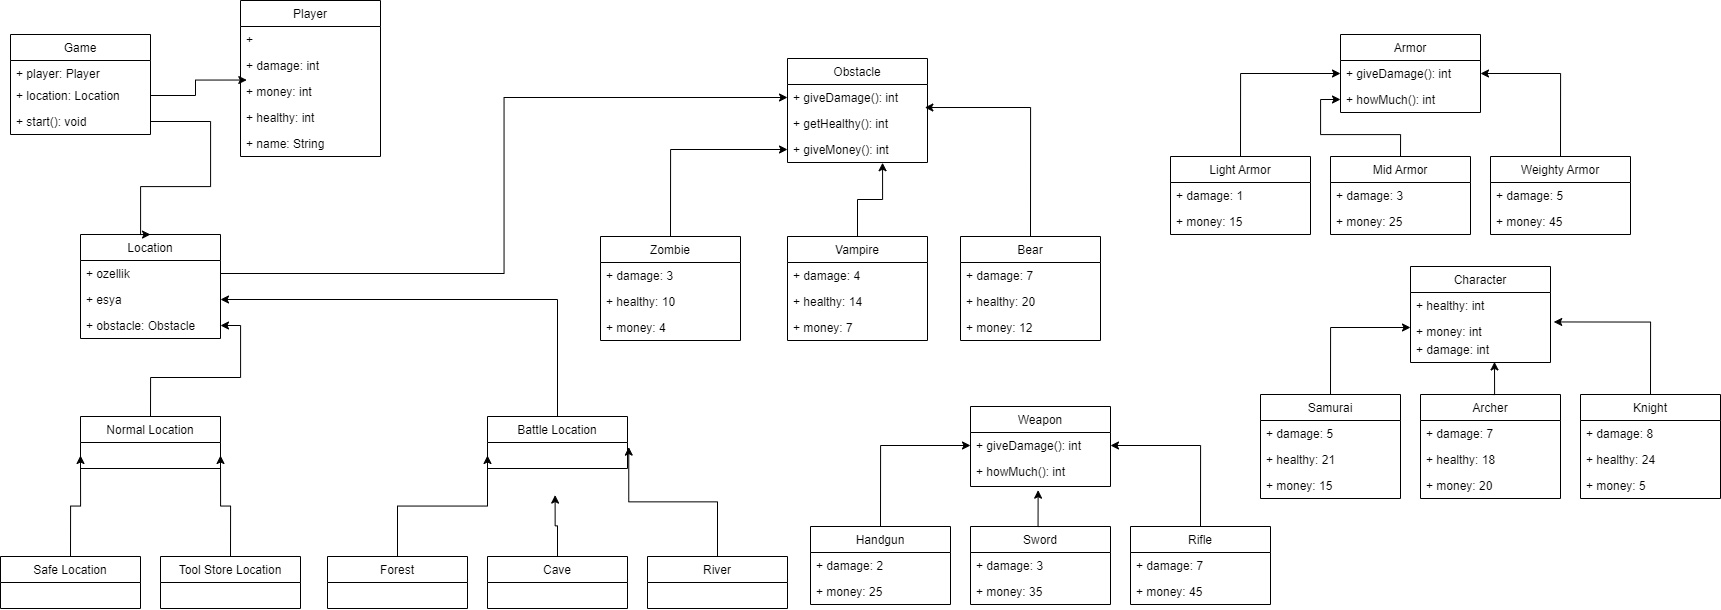 Game
+ player: Player
+ location: Location
+ start(): void
Player
+
+ damage: int
+ money: int
+ healthy: int
+ name: String
Obstacle
+ giveDamage(): int
+ getHealthy(): int
+ giveMoney(): int
Armor
+ giveDamage(): int
+ howMuch(): int
Light Armor
+ damage: 1
+ money: 15
Mid Armor
+ damage: 3
+ money: 25
Weighty Armor
+ damage: 5
+ money: 45
Location
+ ozellik
+ esya
+ obstacle: Obstacle
Zombie
+ damage: 3
+ healthy: 10
+ money: 4
Vampire
+ damage: 4
+ healthy: 14
+ money: 7
Bear
+ damage: 7
+ healthy: 20
+ money: 12
Character
+ healthy: int
+ money: int
+ damage: int
Samurai
+ damage: 5
+ healthy: 21
+ money: 15
Archer
+ damage: 7
+ healthy: 18
+ money: 20
Knight
+ damage: 8
+ healthy: 24
+ money: 5
Normal Location
Battle Location
Weapon
+ giveDamage(): int
+ howMuch(): int
Safe Location
Tool Store Location
Forest
Cave
River
Handgun
+ damage: 2
+ money: 25
Sword
+ damage: 3
+ money: 35
Rifle
+ damage: 7
+ money: 45